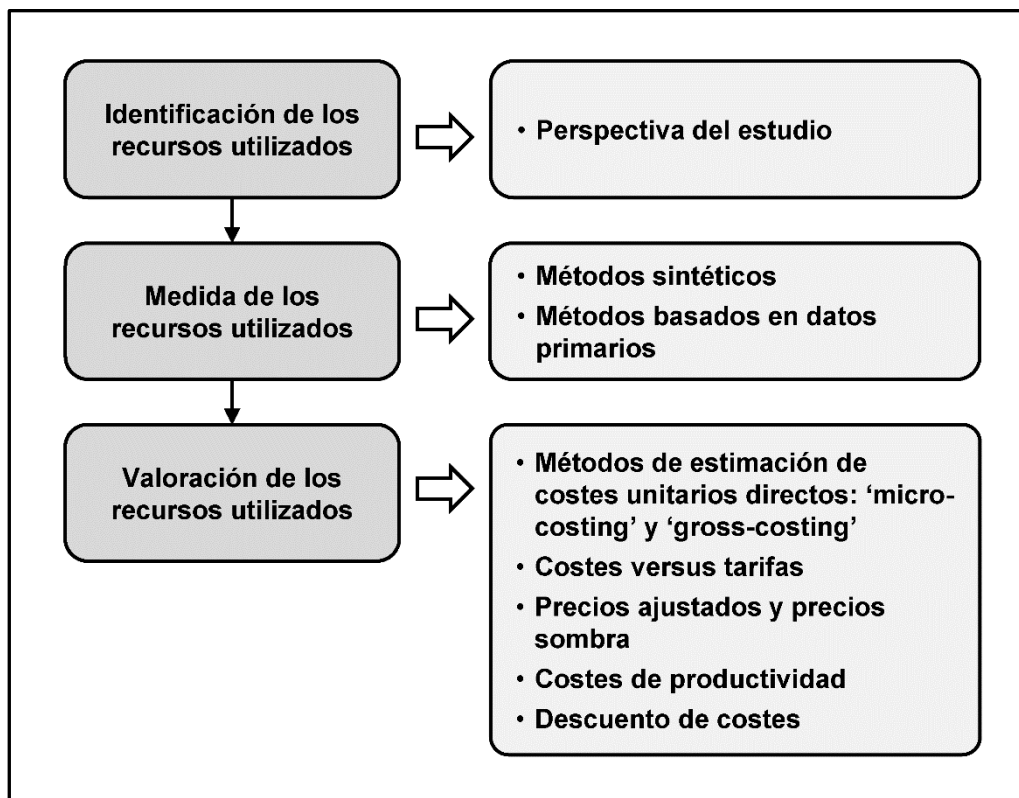 Identificación de los
recursos utilizados
• Perspectiva del estudio
Medida de los
recursos utilizados
• Métodos sintéticos
• Métodos basados en datos
primarios
Valoración de los
recursos utilizados
• Métodos de estimación de
costes unitarios directos: ‘micro-
costing’ y ‘gross-costing’
• Costes versus tarifas
• Precios ajustados y precios
sombra
• Costes de productividad
• Descuento de costes